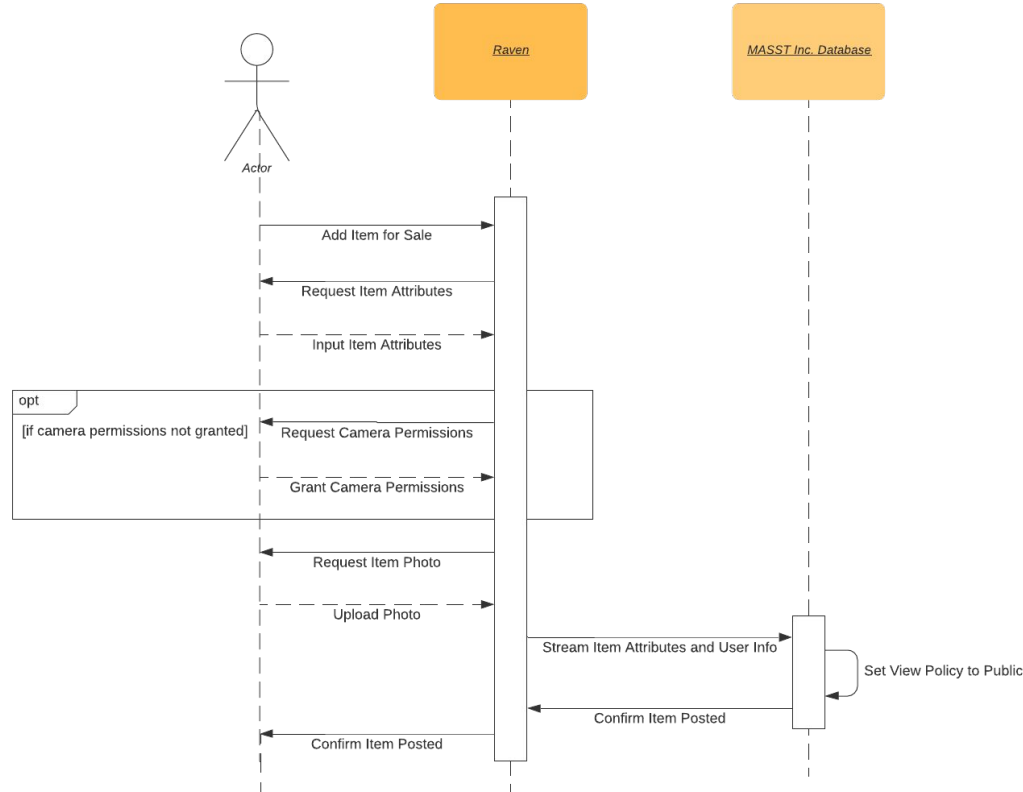 Raven
MASST Inc. Database
Actor
Add Item for Sale
Request Item Attributes
Input Item Attributes
opt
[if camera permissions not granted]
Request Camera Permissions
Grant Camera Permissions
Request Item Photo
Upload Photo
Stream Item Attributes and User Info
Set View Policy to Public
Confirm Item Posted
Confirm Item Posted